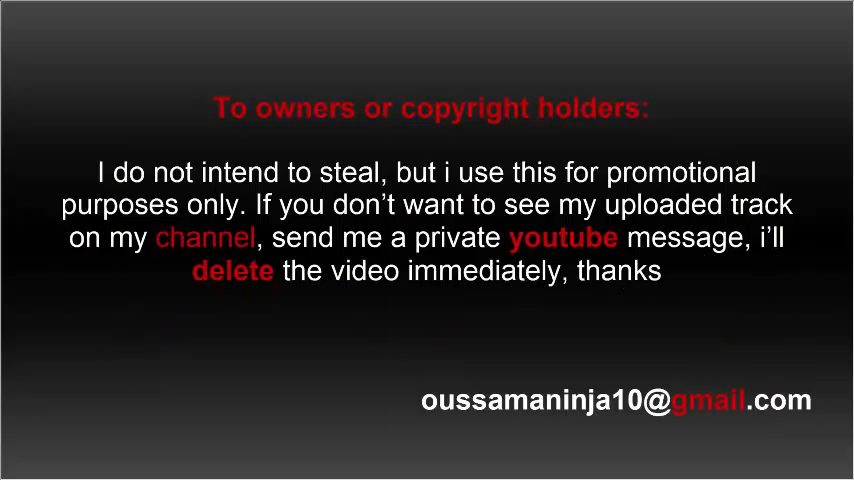 To owners or copyright holders:
I do not intend to steal, but i use this for promotional
purposes only. If you don’t want to see my uploaded track
on my channel, send me a private youtube message, i’ll
delete the video immediately, thanks
oussamaninja10@gmail.com